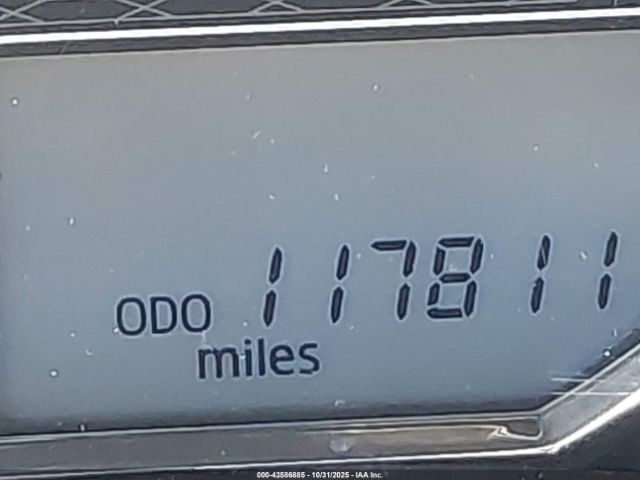 ODO 117811
miles
000-43586885 - 10/31/2025 - IAA Inc.